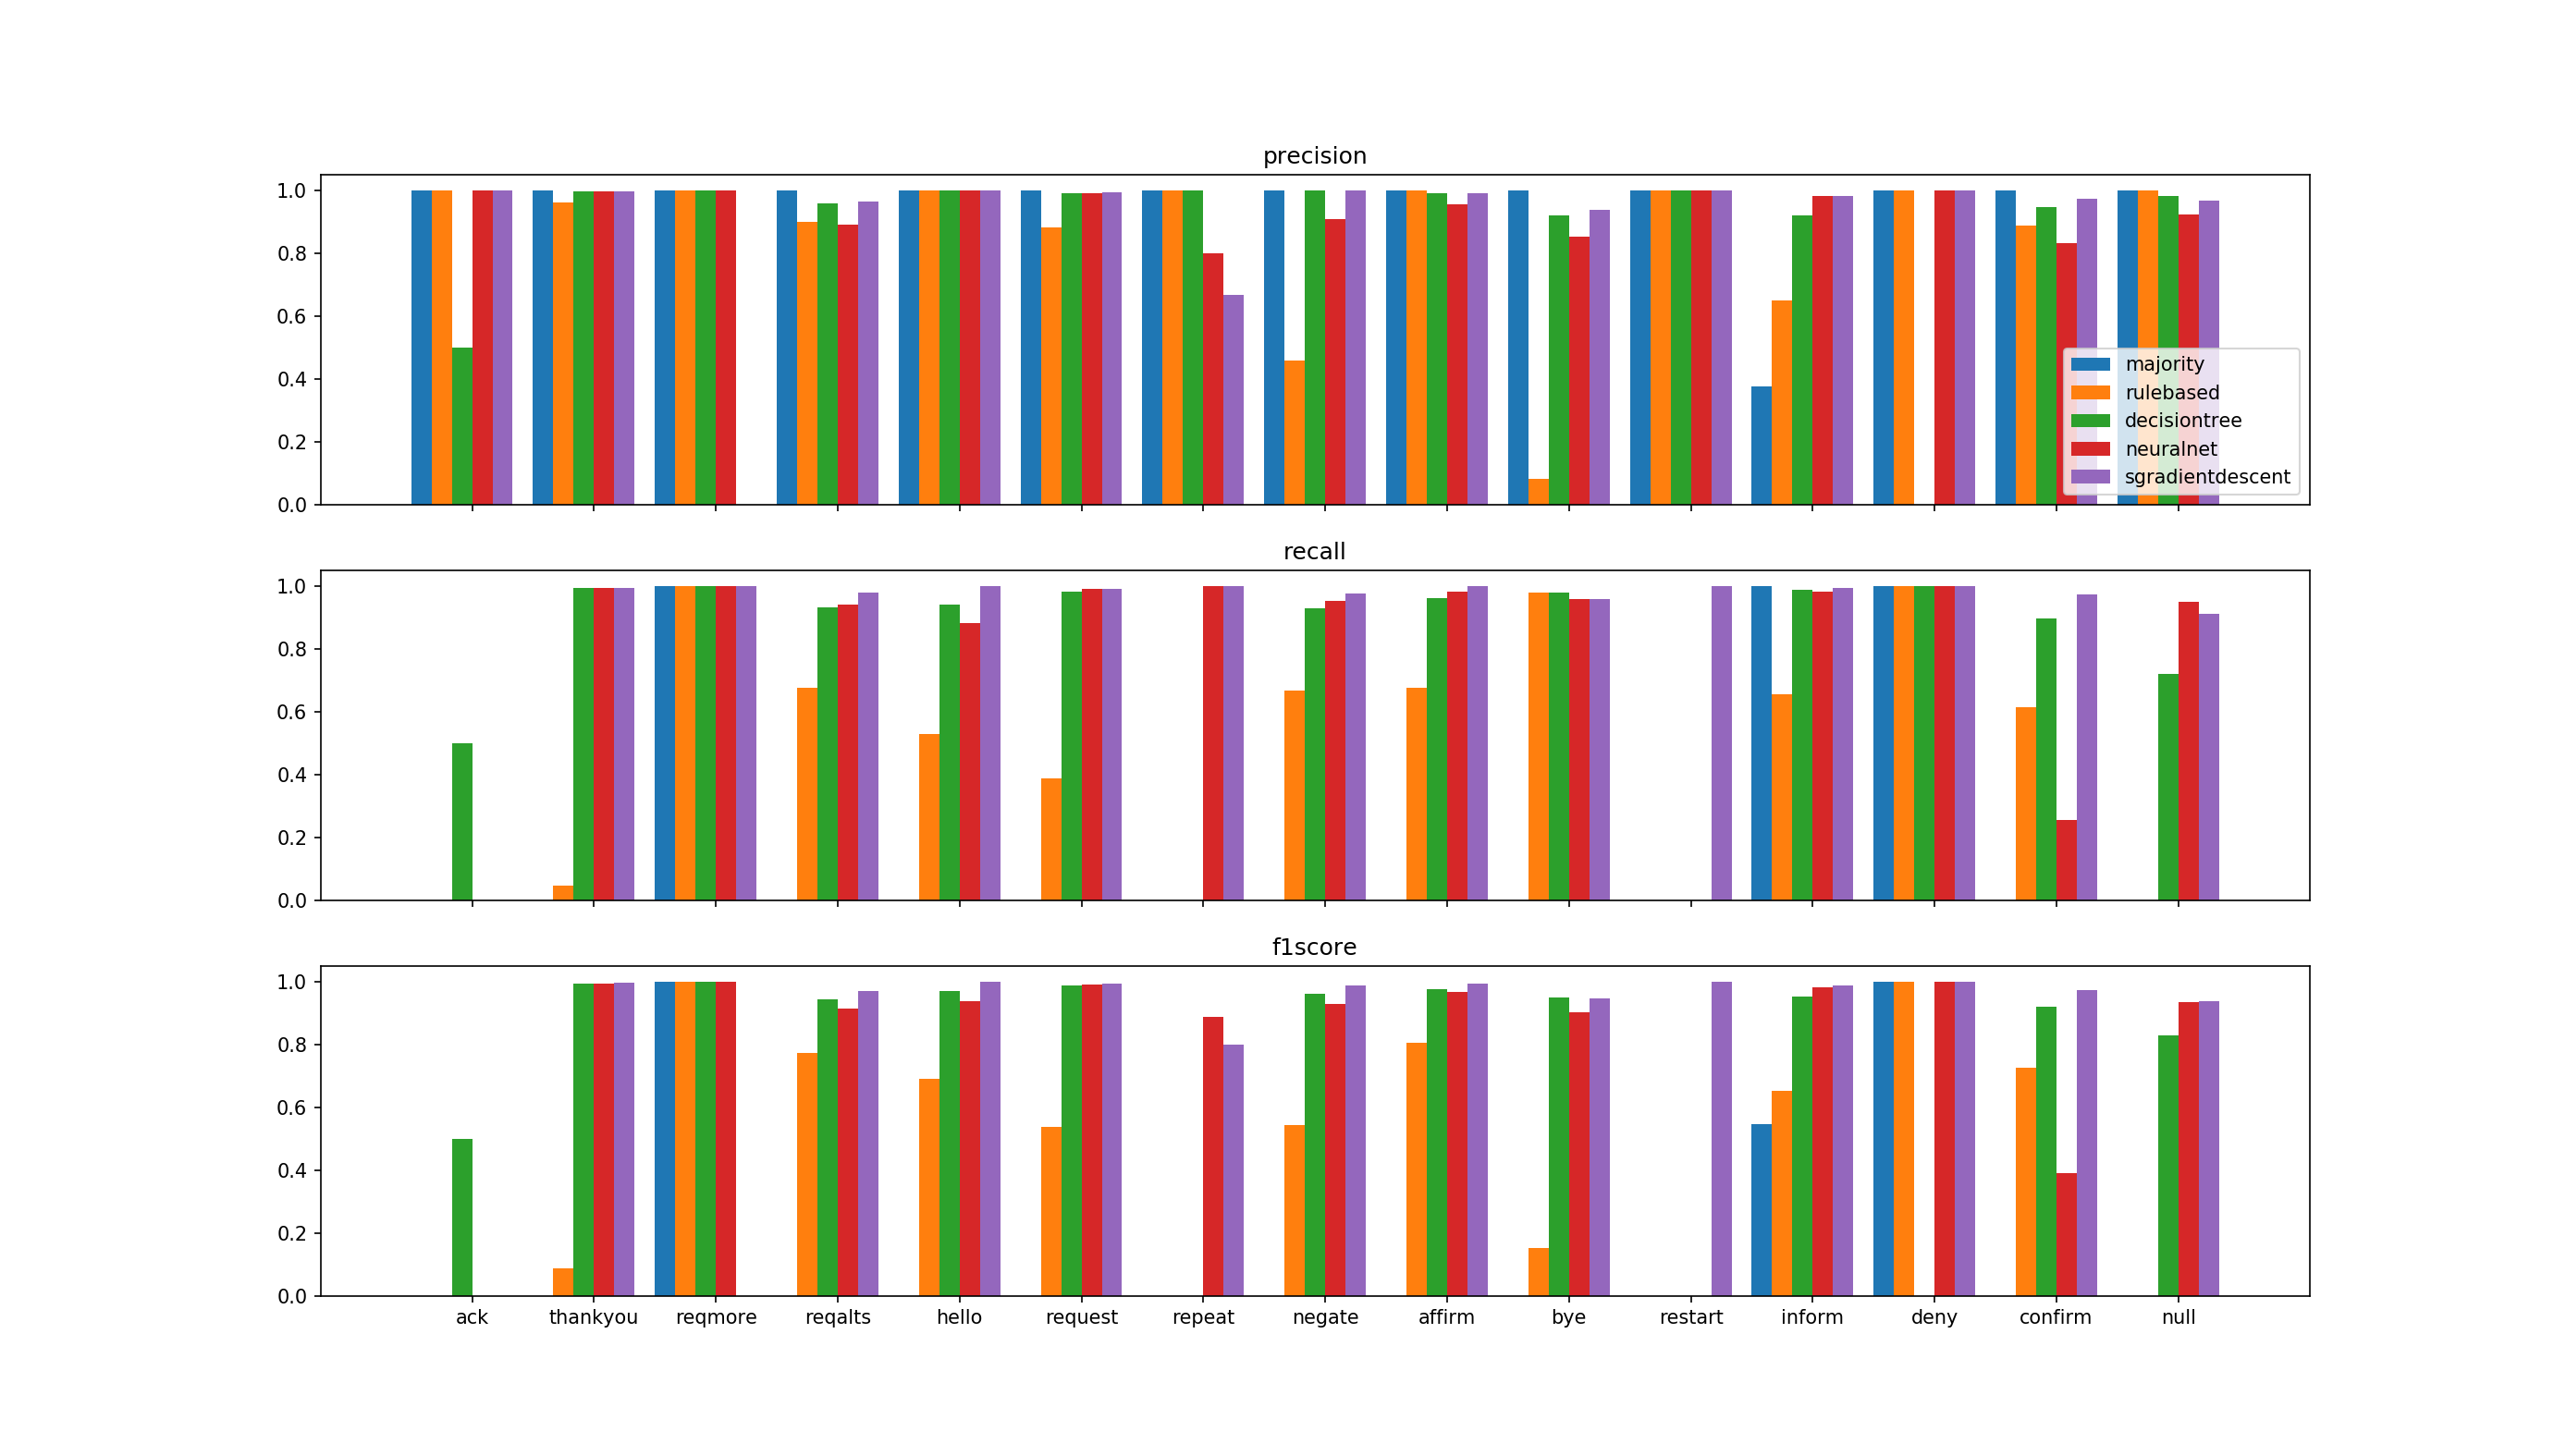 precision
1.0
0.8
0.6
0.4
0.2
0.0
majority
rulebased
decisiontree
neuralnet
sgradientdescent
recall
1.0
0.8
0.6
0.4
0.2
0.0
f1score
1.0
0.8
0.6
0.4
0.2
0.0
ack thankyou reqmore reqalts hello request repeat negate affirm bye restart inform deny confirm null